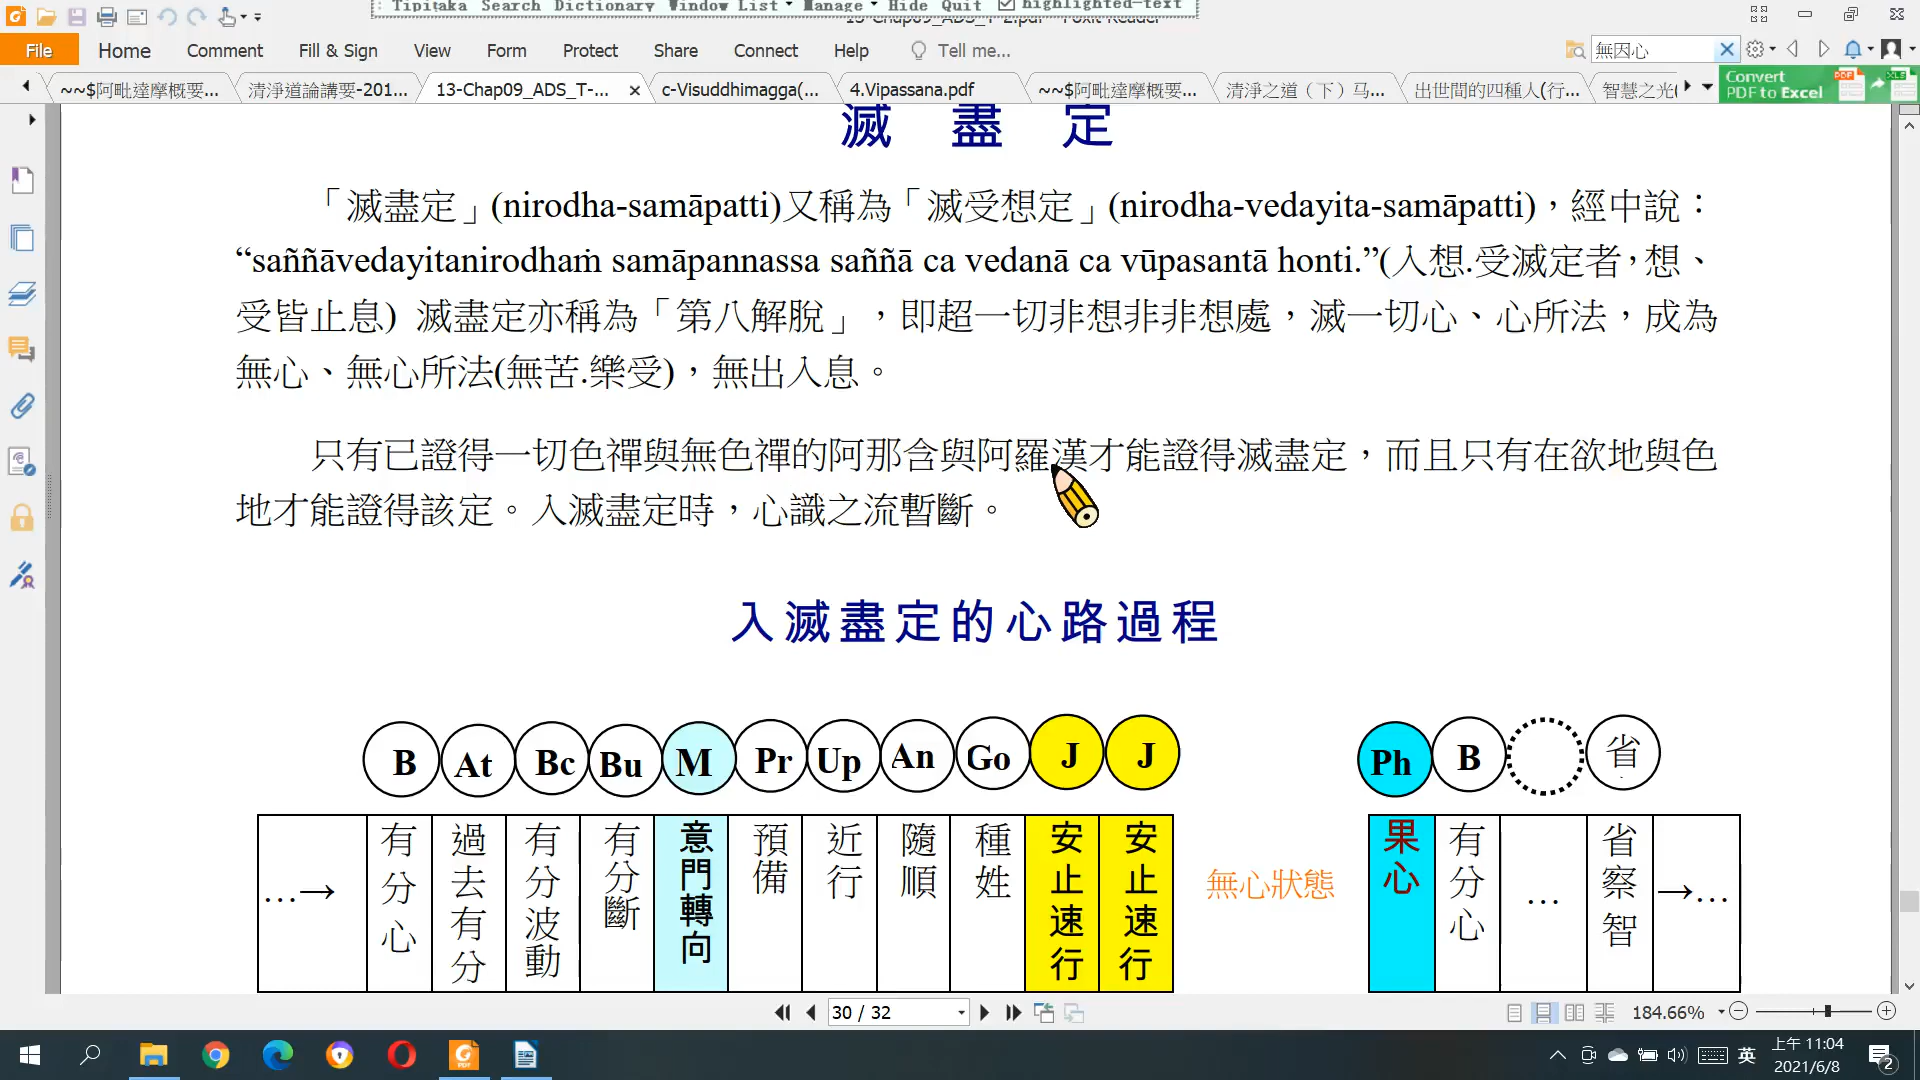 Tipiṭaka Search Dictionary Window List Manage Hide Quit highlighted-text
File Home Comment Fill & Sign View Form Protect Share Connect Help Tell me... 無因心
~~$阿毗達摩概要... 清淨道論講要-201... 13-Chap09_ADS_T-... c-Visuddhimagga(... 4.Vipassana.pdf ~~$阿毗達摩概要... 清淨之道（下）马... 出世間的四種人(行... 智慧之光(
Convert
PDF to Excel
滅 盡 定
「滅盡定」(nirodha-samāpatti)又稱為「滅受想定」(nirodha-vedayita-samāpatti)，經中說：
“saññāvedayitanirodhaṁ samāpannassa saññā ca vedanā ca vūpasantā honti.”(入想.受滅定者，想、
受皆止息) 滅盡定亦稱為「第八解脫」，即超一切非想非非想處，滅一切心、心所法，成為
無心、無心所法(無苦.樂受)，無出入息。
只有已證得一切色禪與無色禪的阿那含與阿羅漢才能證得滅盡定，而且只有在欲地與色
地才能證得該定。入滅盡定時，心識之流暫斷。
入滅盡定的心路過程
B At Bc Bu M Pr Up An Go J J Ph B 省
...→ 有分心 過去有分 有分波動 有分斷 意門轉向 預備 近行 隨順 種姓 安止速行 安止速行 無心狀態 果心 有分心 ... 省察智 →...
30 / 32 184.66%
英 上午 11:04
2021/6/8 2